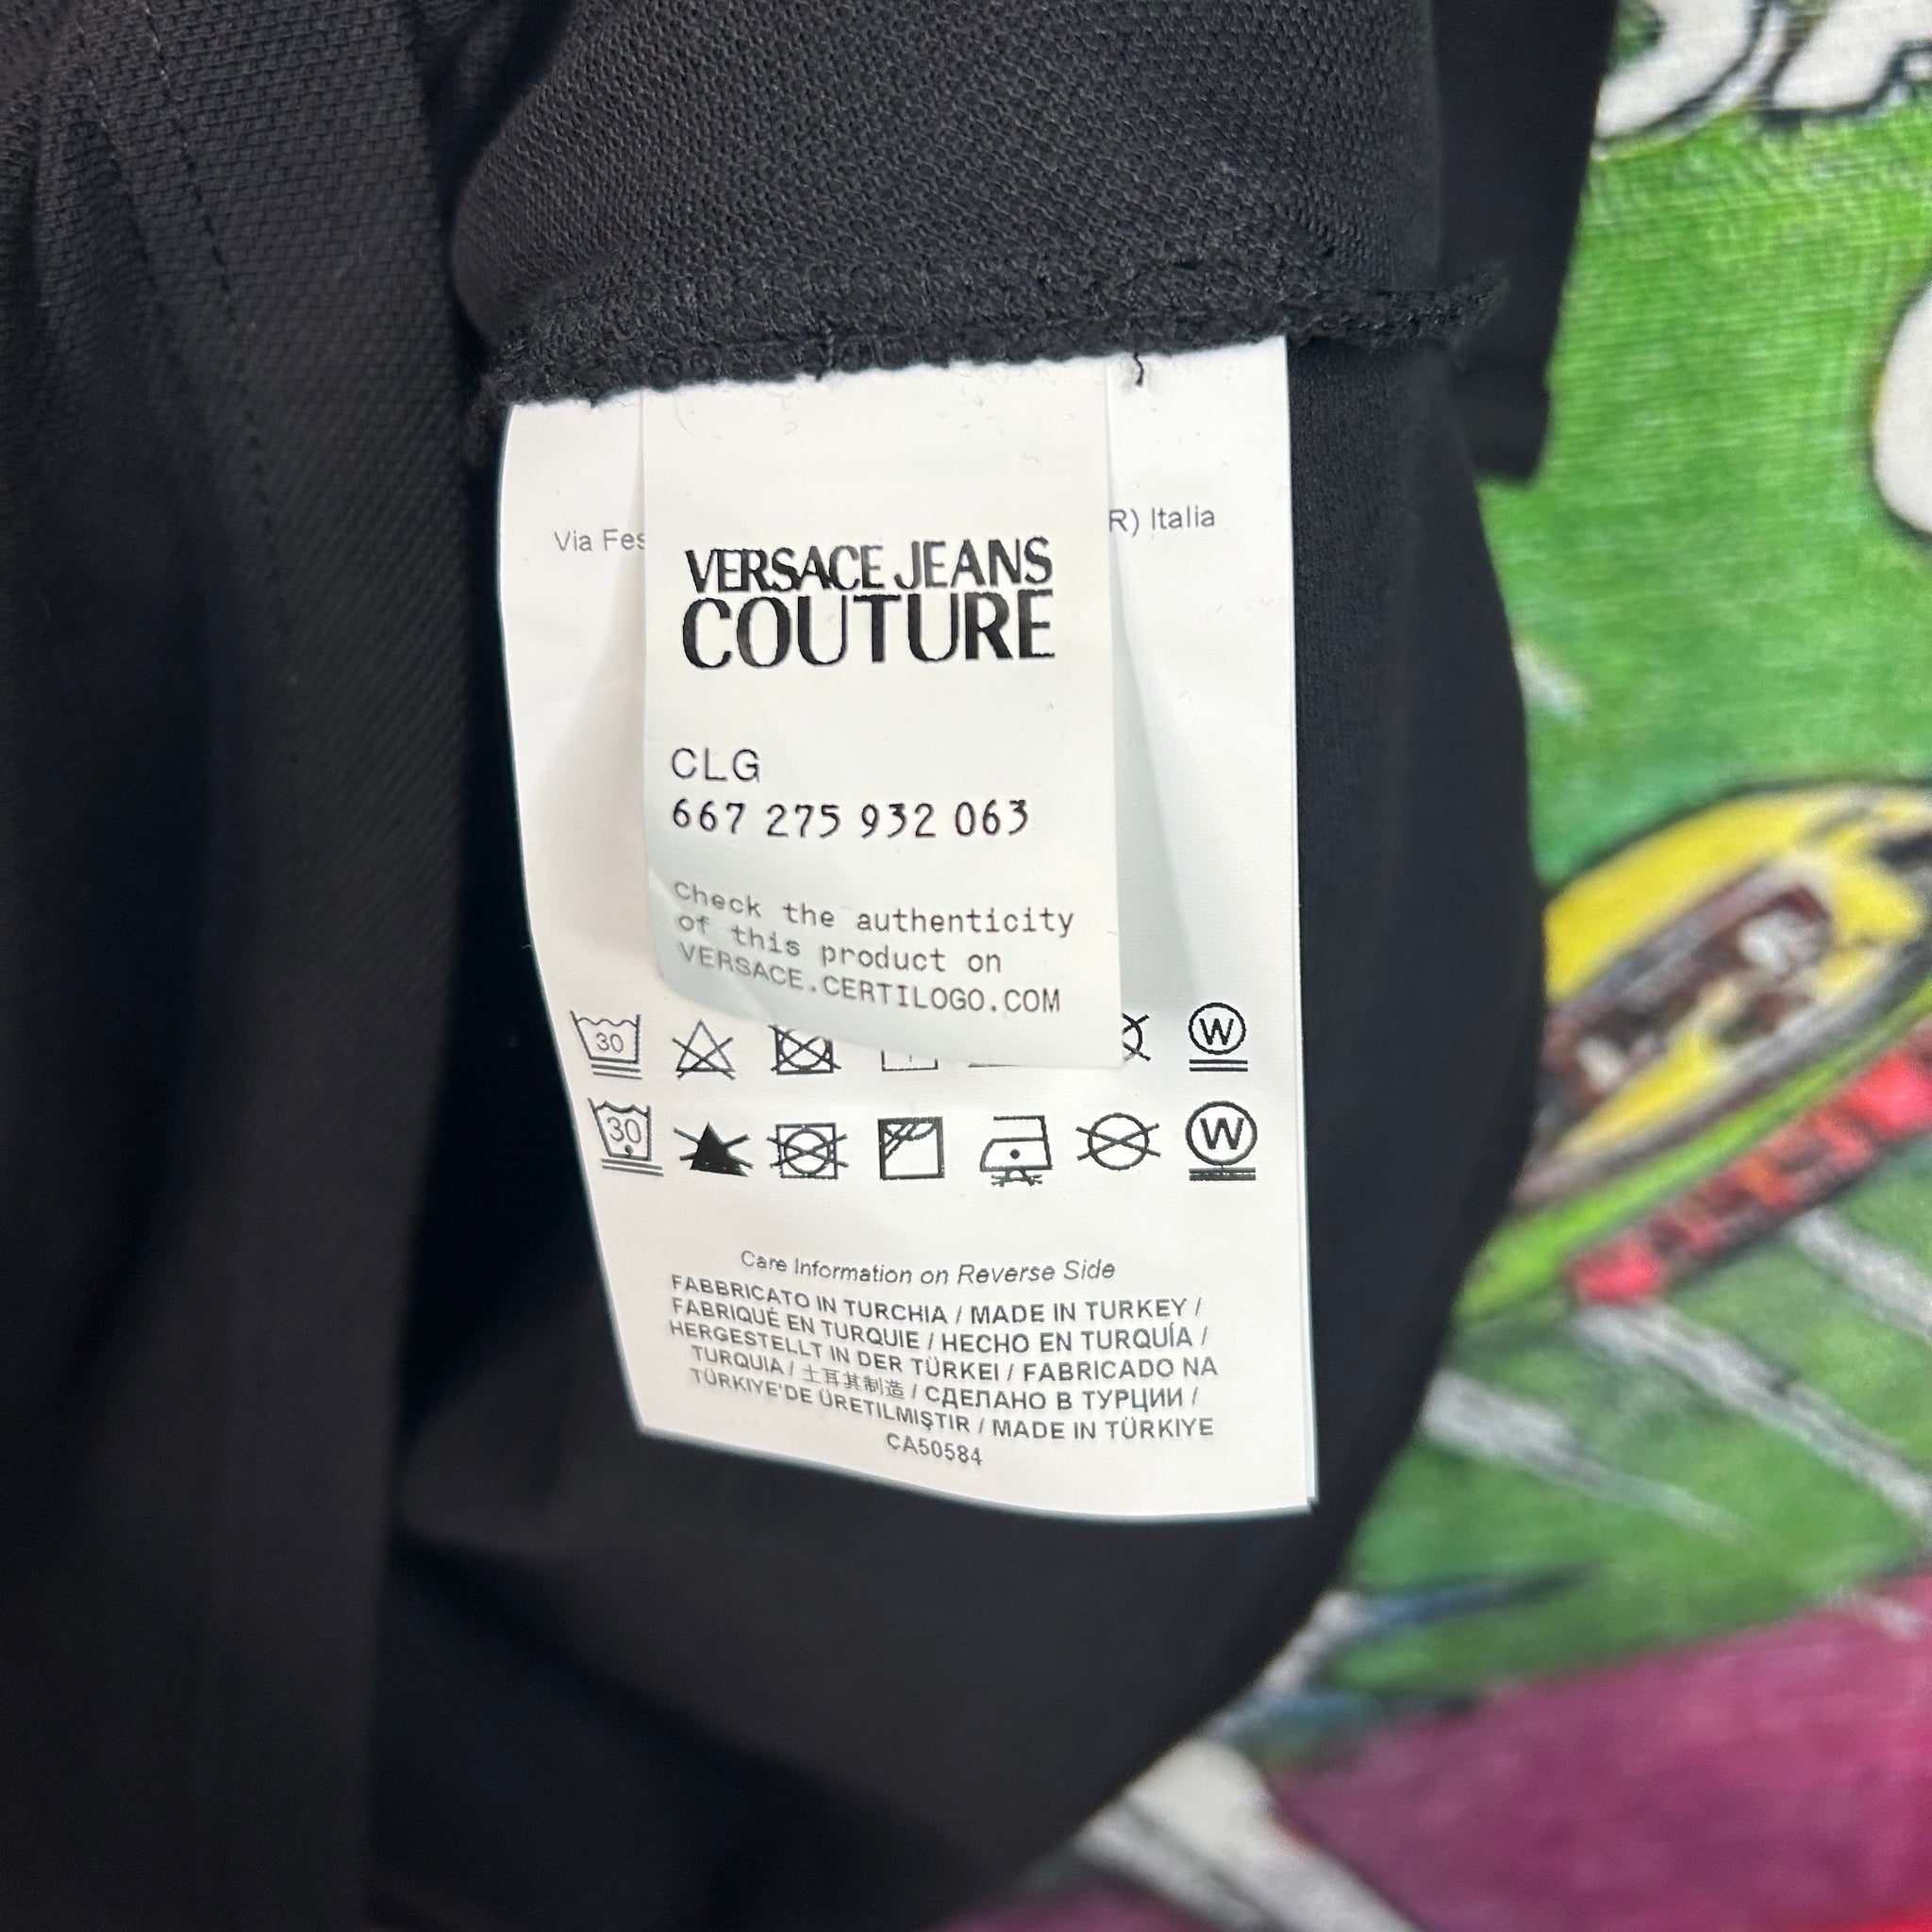 Via Fes
R) Italia
VERSACE JEANS
COUTURE
CLG
667 275 932 063
Check the authenticity
of this product on
VERSACE.CERTILOGO.COM
30
W
30
W
Care Information on Reverse Side
FABBRICATO IN TURCHIA / MADE IN TURKEY /
FABRIQUÉ EN TURQUIE / HECHO EN TURQUÍA /
HERGESTELLT IN DER TÜRKEI / FABRICADO NA
TURQUIA / 土耳其制造 / СДЕЛАНО В ТУРЦИИ /
TÜRKIYE'DE ÜRETILMIŞTIR / MADE IN TÜRKIYE
CA50584